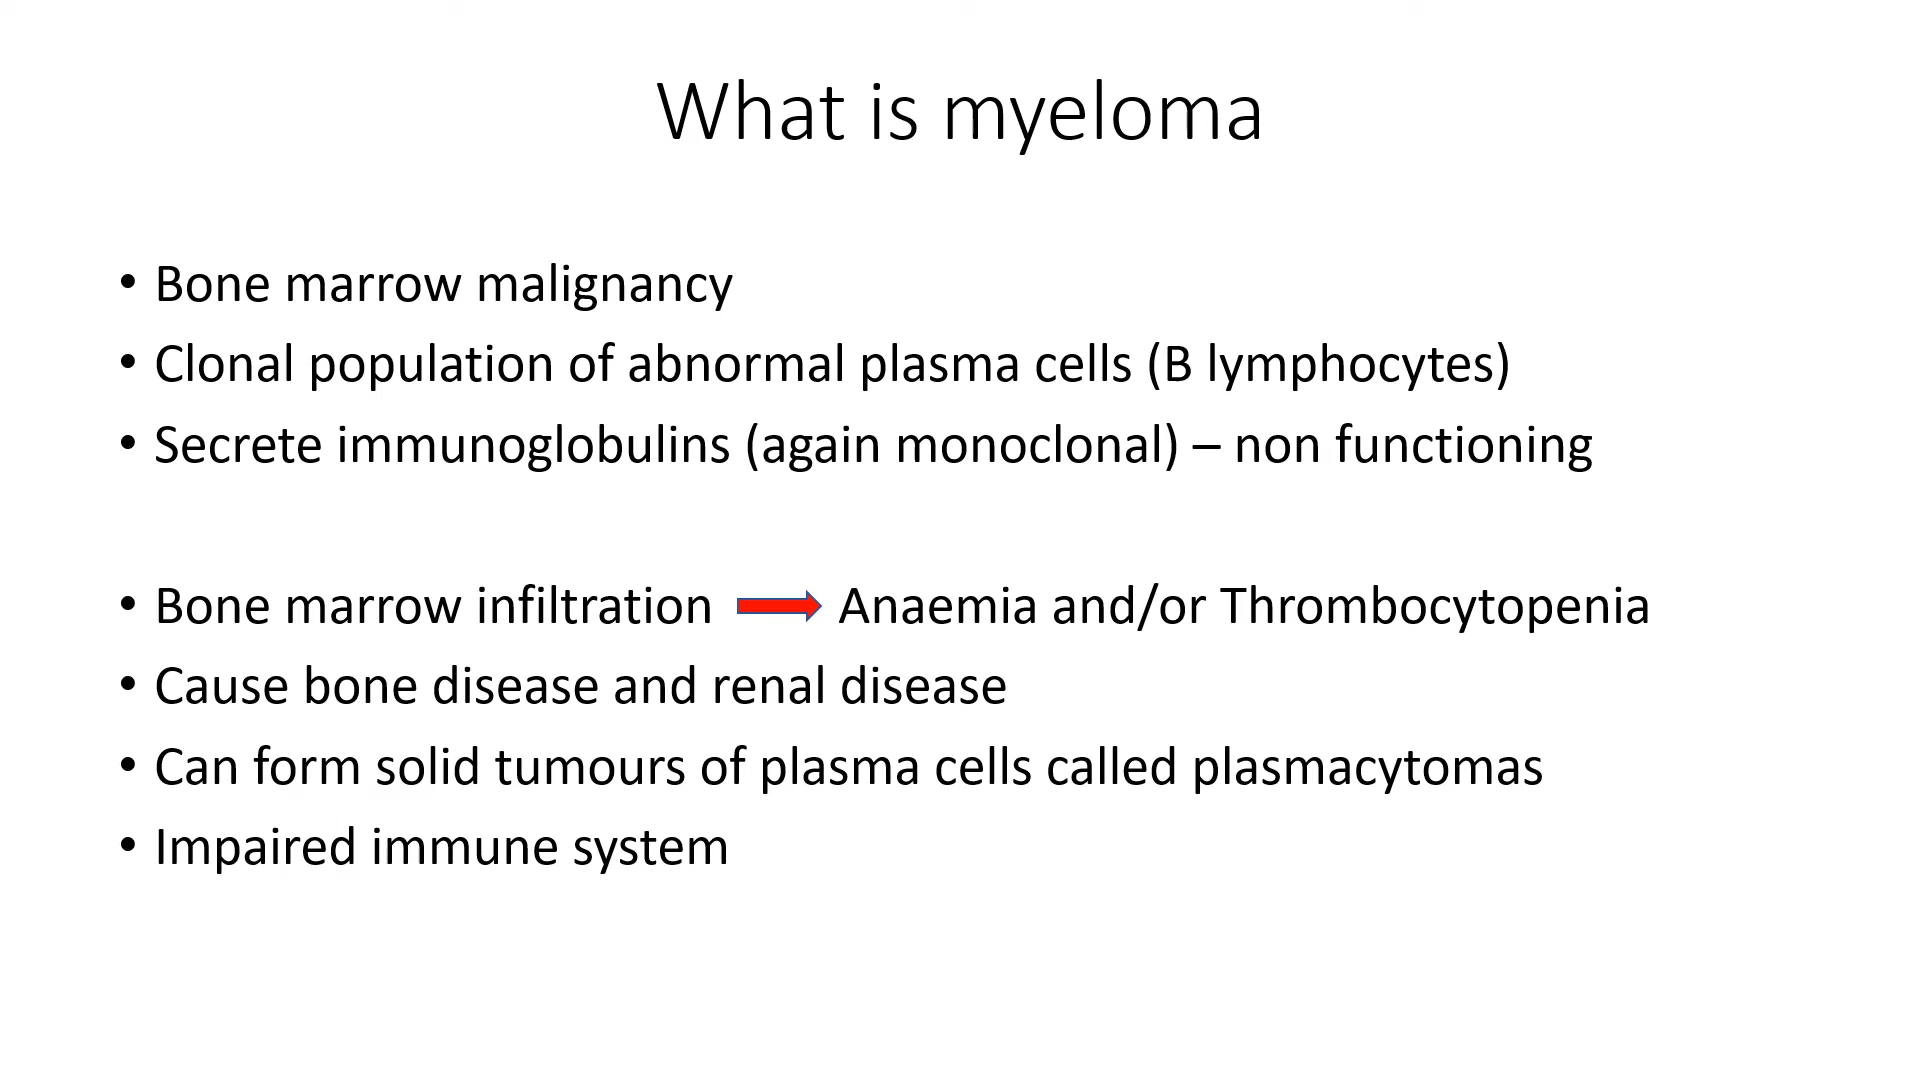 What is myeloma
• Bone marrow malignancy
• Clonal population of abnormal plasma cells (B lymphocytes)
• Secrete immunoglobulins (again monoclonal) – non functioning
• Bone marrow infiltration Anaemia and/or Thrombocytopenia
• Cause bone disease and renal disease
• Can form solid tumours of plasma cells called plasmacytomas
• Impaired immune system